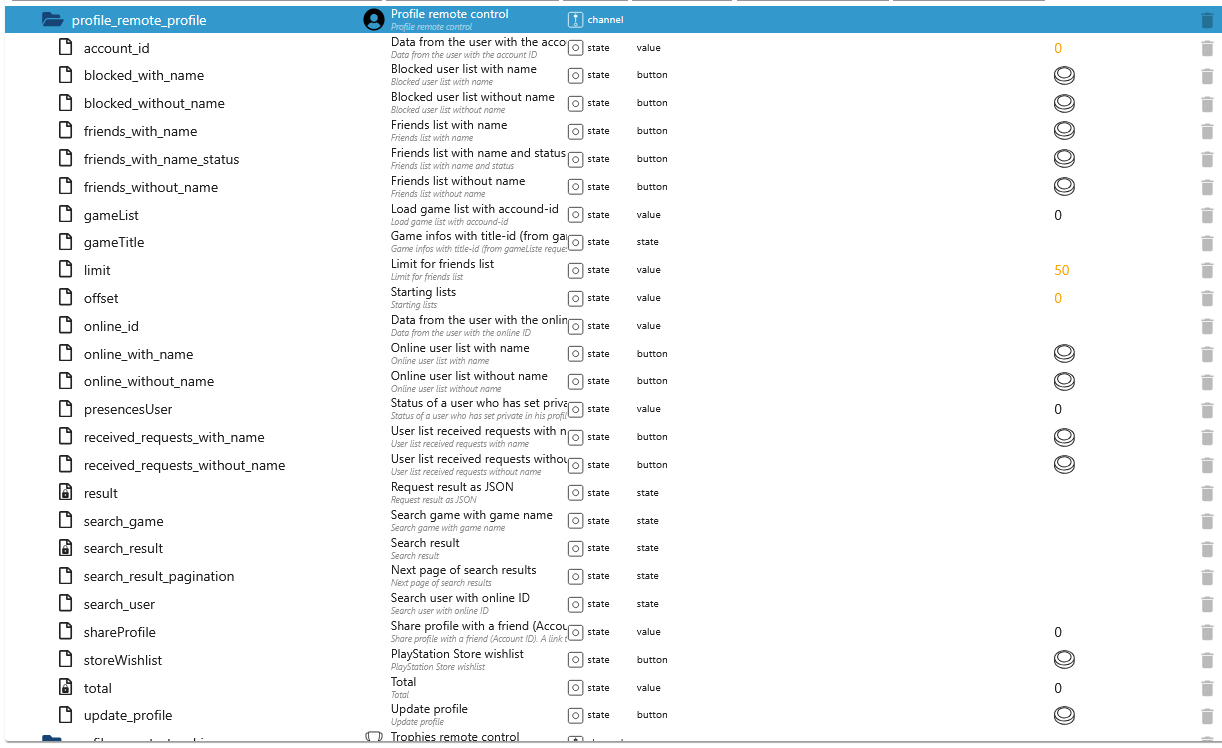 profile_remote_profile Profile remote control channel
Profile remote control
account_id Data from the user with the acco state value 0
Data from the user with the account ID
blocked_with_name Blocked user list with name state button
Blocked user list with name
blocked_without_name Blocked user list without name state button
Blocked user list without name
friends_with_name Friends list with name state button
Friends list with name
friends_with_name_status Friends list with name and status state button
Friends list with name and status
friends_without_name Friends list without name state button
Friends list without name
gameList Load game list with accound-id state value 0
Load game list with accound-id
gameTitle Game infos with title-id (from ga state state
Game infos with title-id (from gameListe reque
limit Limit for friends list state value 50
Limit for friends list
offset Starting lists state value 0
Starting lists
online_id Data from the user with the onlin state value
Data from the user with the online ID
online_with_name Online user list with name state button
Online user list with name
online_without_name Online user list without name state button
Online user list without name
presencesUser Status of a user who has set priva state value 0
Status of a user who has set private in his profil
received_requests_with_name User list received requests with n state button
User list received requests with name
received_requests_without_name User list received requests withou state button
User list received requests without name
result Request result as JSON state state
Request result as JSON
search_game Search game with game name state state
Search game with game name
search_result Search result state state
Search result
search_result_pagination Next page of search results state state
Next page of search results
search_user Search user with online ID state state
Search user with online ID
shareProfile Share profile with a friend (Accou state value 0
Share profile with a friend (Account ID). A link t
storeWishlist PlayStation Store wishlist state button
PlayStation Store wishlist
total Total state value 0
Total
update_profile Update profile state button
Update profile
Trophies remote control